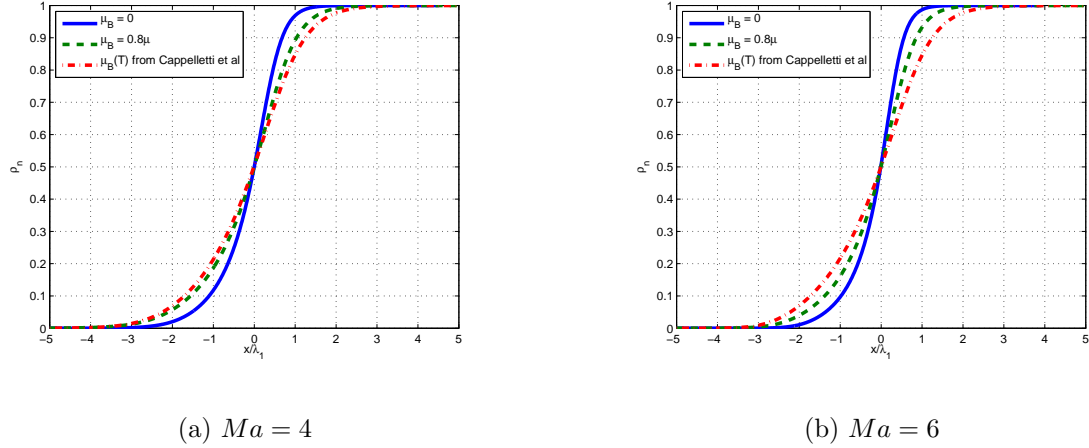 1
0.9
0.8
0.7
0.6
0.5
0.4
0.3
0.2
0.1
0
ρn
μB = 0
μB = 0.8μ
μB(T) from Cappelletti et al
−5 −4 −3 −2 −1 0 1 2 3 4 5
x/λ1
(a) Ma = 4
1
0.9
0.8
0.7
0.6
0.5
0.4
0.3
0.2
0.1
0
ρn
μB = 0
μB = 0.8μ
μB(T) from Cappelletti et al
−5 −4 −3 −2 −1 0 1 2 3 4 5
x/λ1
(b) Ma = 6